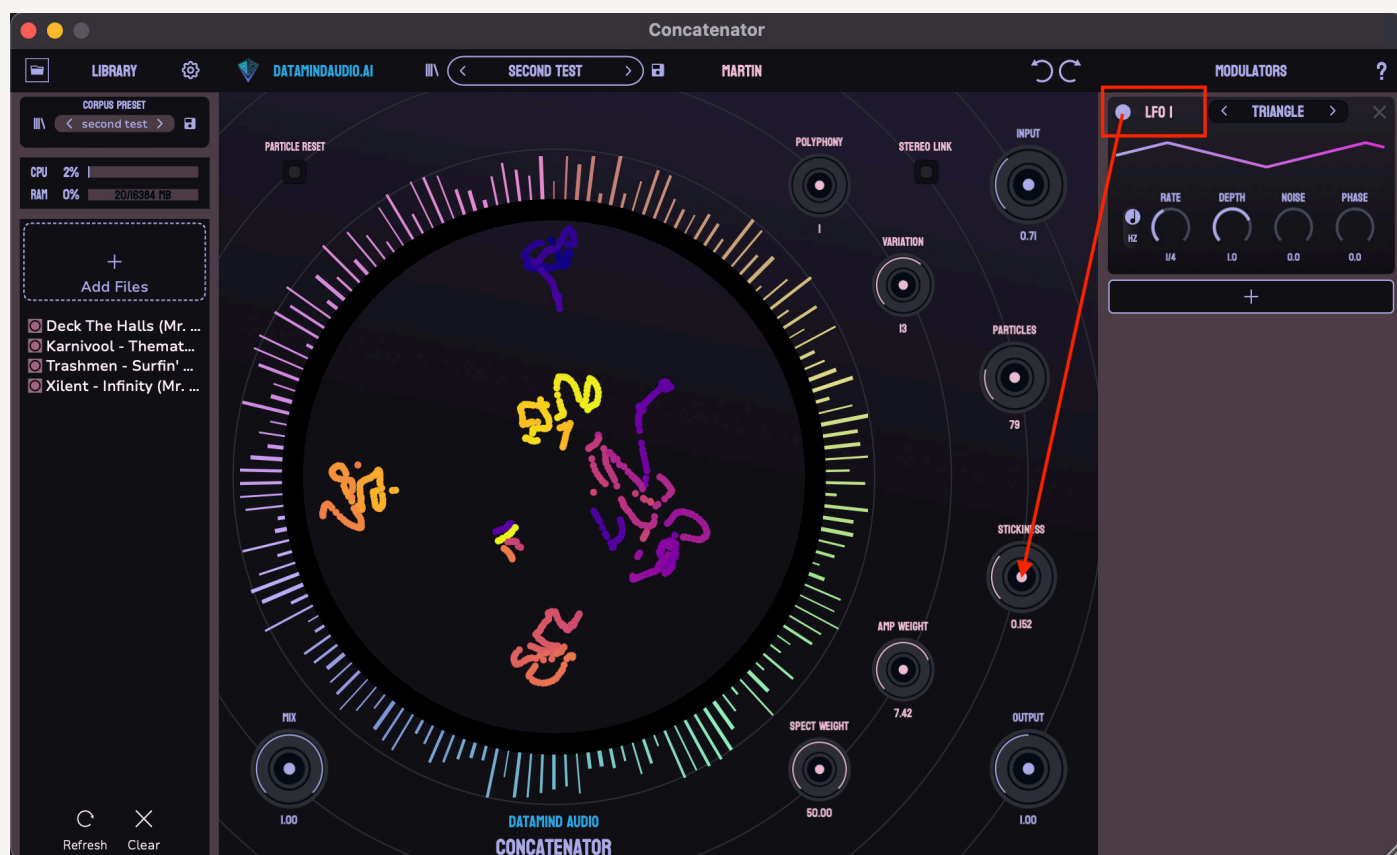 Concatenator
LIBRARY
DATAMINDAUDIO.AI
< SECOND TEST >
MARTIN
MODULATORS
?
CORPUS PRESET
< second test >
CPU 2%
RAM 0% 20/16384 MB
+
Add Files
Deck The Halls (Mr. ...
Karnivool - Themat...
Trashmen - Surfin' ...
Xilent - Infinity (Mr. ...
Refresh
Clear
PARTICLE RESET
POLYPHONY
1
STEREO LINK
INPUT
0.71
VARIATION
13
PARTICLES
79
STICKINESS
0.152
AMP WEIGHT
7.42
SPECT WEIGHT
50.00
MIX
1.00
OUTPUT
1.00
DATAMIND AUDIO
CONCATENATOR
LFO 1
< TRIANGLE >
RATE DEPTH NOISE PHASE
HZ
1/4 1.0 0.0 0.0
+